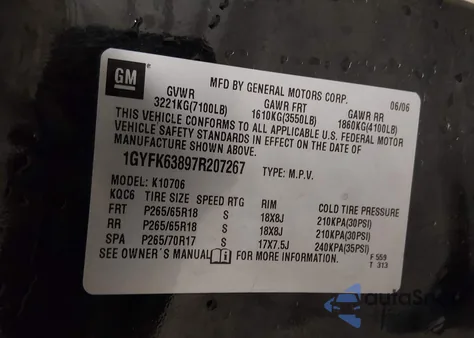 GM
MFD BY GENERAL MOTORS CORP. 06/06
GVWR GAWR FRT GAWR RR
3221KG(7100LB) 1610KG(3550LB) 1860KG(4100LB)
THIS VEHICLE CONFORMS TO ALL APPLICABLE U.S. FEDERAL MOTOR
VEHICLE SAFETY STANDARDS IN EFFECT ON THE DATE OF
MANUFACTURE SHOWN ABOVE.
1GYFK63897R207267 TYPE: M.P.V.
MODEL: K10706
KQC6 TIRE SIZE SPEED RTG RIM COLD TIRE PRESSURE
FRT P265/65R18 S 18X8J 210KPA(30PSI)
RR P265/65R18 S 18X8J 210KPA(30PSI)
SPA P265/70R17 S 17X7.5J 240KPA(35PSI)
SEE OWNER'S MANUAL FOR MORE INFORMATION.
F 559
T 313